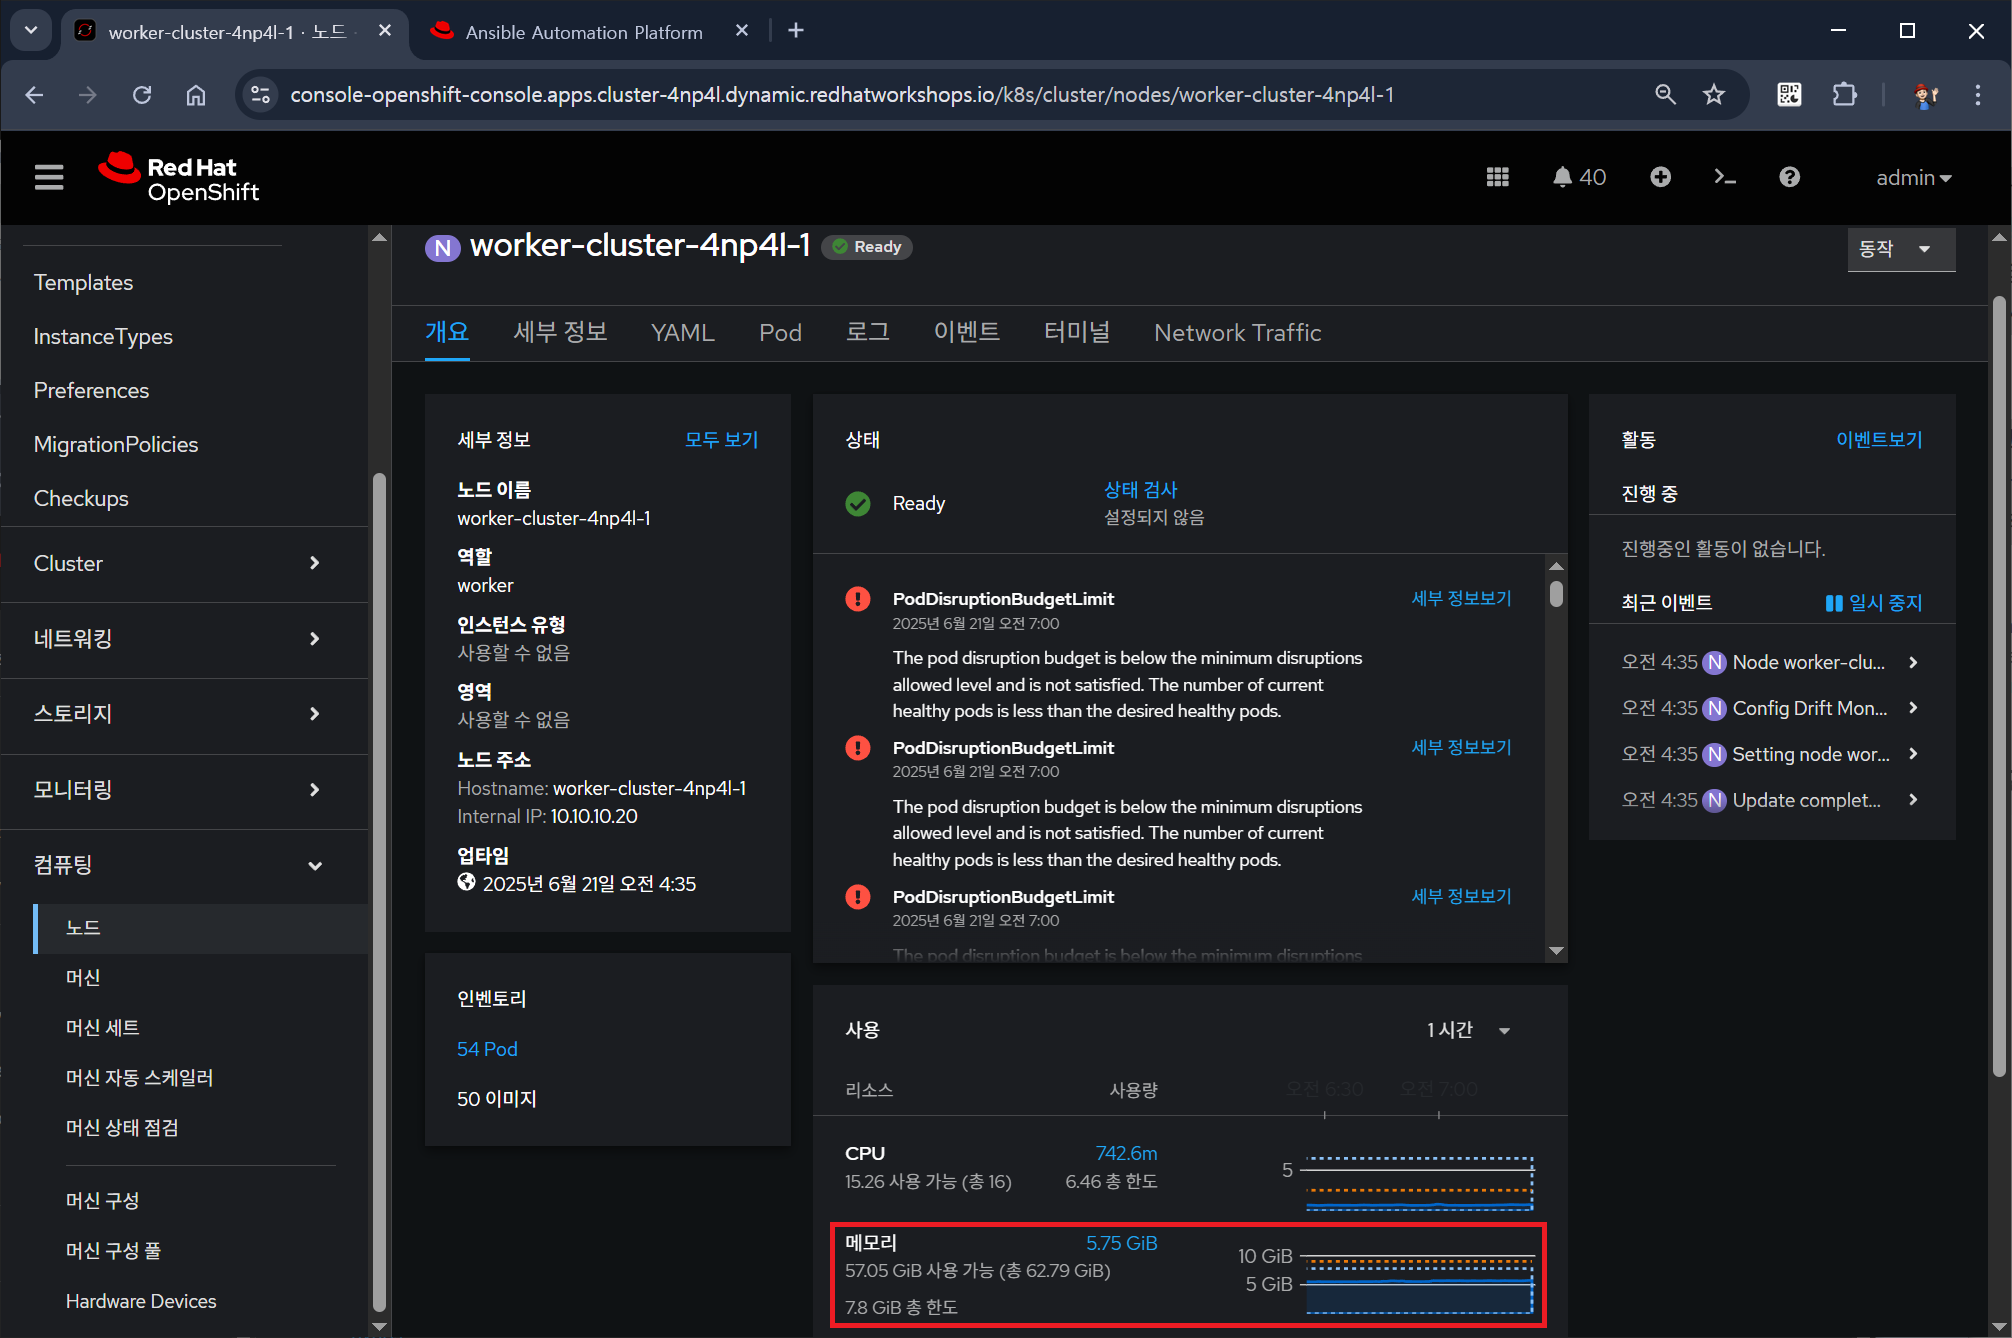 worker-cluster-4np4l-1 · 노드
Ansible Automation Platform
console-openshift-console.apps.cluster-4np4l.dynamic.redhatworkshops.io/k8s/cluster/nodes/worker-cluster-4np4l-1
Red Hat
OpenShift
40
admin
Templates
InstanceTypes
Preferences
MigrationPolicies
Checkups
Cluster
네트워킹
스토리지
모니터링
컴퓨팅
노드
머신
머신 세트
머신 자동 스케일러
머신 상태 점검
머신 구성
머신 구성 풀
Hardware Devices
N worker-cluster-4np4l-1 Ready
동작
개요 세부 정보 YAML Pod 로그 이벤트 터미널 Network Traffic
세부 정보 모두 보기
노드 이름
worker-cluster-4np4l-1
역할
worker
인스턴스 유형
사용할 수 없음
영역
사용할 수 없음
노드 주소
Hostname: worker-cluster-4np4l-1
Internal IP: 10.10.10.20
업타임
2025년 6월 21일 오전 4:35
인벤토리
54 Pod
50 이미지
상태
Ready
상태 검사
설정되지 않음
PodDisruptionBudgetLimit 세부 정보보기
2025년 6월 21일 오전 7:00
The pod disruption budget is below the minimum disruptions
allowed level and is not satisfied. The number of current
healthy pods is less than the desired healthy pods.
PodDisruptionBudgetLimit 세부 정보보기
2025년 6월 21일 오전 7:00
The pod disruption budget is below the minimum disruptions
allowed level and is not satisfied. The number of current
healthy pods is less than the desired healthy pods.
PodDisruptionBudgetLimit 세부 정보보기
2025년 6월 21일 오전 7:00
The pod disruption budget is below the minimum disruptions
사용 1 시간
리소스 사용량 오전 6:30 오전 7:00
CPU 742.6m
15.26 사용 가능 (총 16) 6.46 총 한도
5
메모리 5.75 GiB
57.05 GiB 사용 가능 (총 62.79 GiB)
7.8 GiB 총 한도
10 GiB
5 GiB
활동 이벤트보기
진행 중
진행중인 활동이 없습니다.
최근 이벤트 일시 중지
오전 4:35 N Node worker-clu...
오전 4:35 N Config Drift Mon...
오전 4:35 N Setting node wor...
오전 4:35 N Update complet...